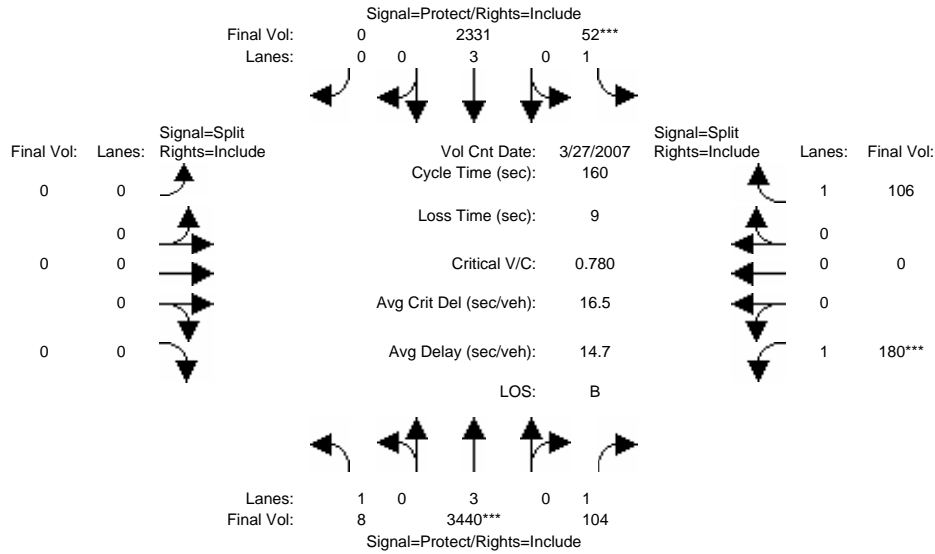 Signal=Protect/Rights=Include
Final Vol: 0 2331 52***
Lanes: 0 0 3 0 1
Signal=Split Signal=Split
Final Vol: Lanes: Rights=Include Vol Cnt Date: 3/27/2007 Rights=Include Lanes: Final Vol:
Cycle Time (sec): 160
0 0 1 106
Loss Time (sec): 9
0 0
0 0 Critical V/C: 0.780 0 0
0 Avg Crit Del (sec/veh): 16.5 0
0 0 Avg Delay (sec/veh): 14.7 1 180***
LOS: B
Lanes: 1 0 3 0 1
Final Vol: 8 3440*** 104
Signal=Protect/Rights=Include